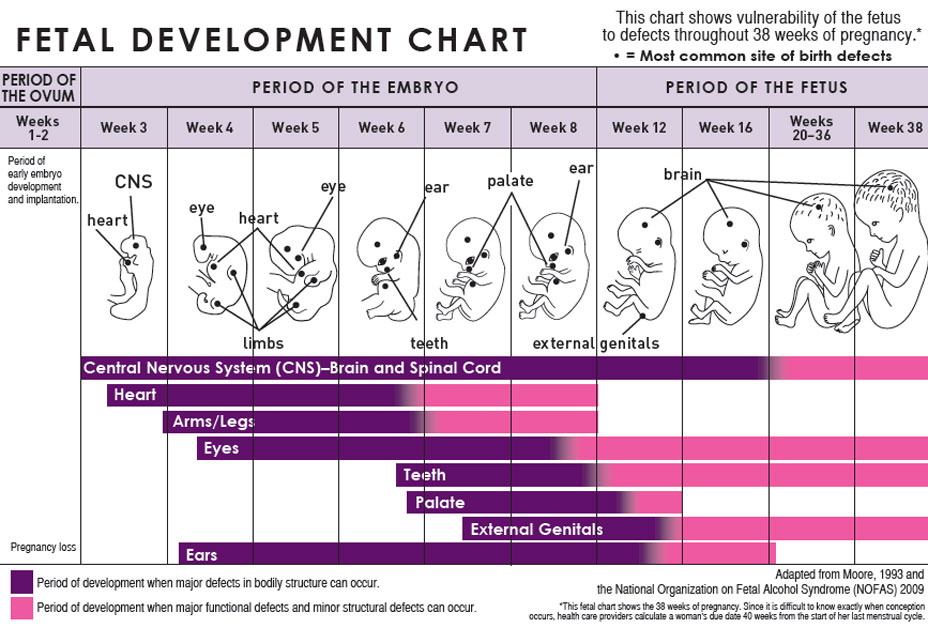 FETAL DEVELOPMENT CHART
This chart shows vulnerability of the fetus
to defects throughout 38 weeks of pregnancy.*
• = Most common site of birth defects
PERIOD OF
THE OVUM
PERIOD OF THE EMBRYO
PERIOD OF THE FETUS
Weeks
1-2
Week 3
Week 4
Week 5
Week 6
Week 7
Week 8
Week 12
Week 16
Weeks
20–36
Week 38
Period of
early embryo
development
and implantation.
CNS
heart
eye
heart
eye
ear
palate
ear
brain
limbs
teeth
external genitals
Central Nervous System (CNS)–Brain and Spinal Cord
Heart
Arms/Legs
Eyes
Teeth
Palate
External Genitals
Pregnancy loss
Ears
Period of development when major defects in bodily structure can occur.
Period of development when major functional defects and minor structural defects can occur.
Adapted from Moore, 1993 and
the National Organization on Fetal Alcohol Syndrome (NOFAS) 2009
*This fetal chart shows the 38 weeks of pregnancy. Since it is difficult to know exactly when conception
occurs, health care providers calculate a woman's due date 40 weeks from the start of her last menstrual cycle.